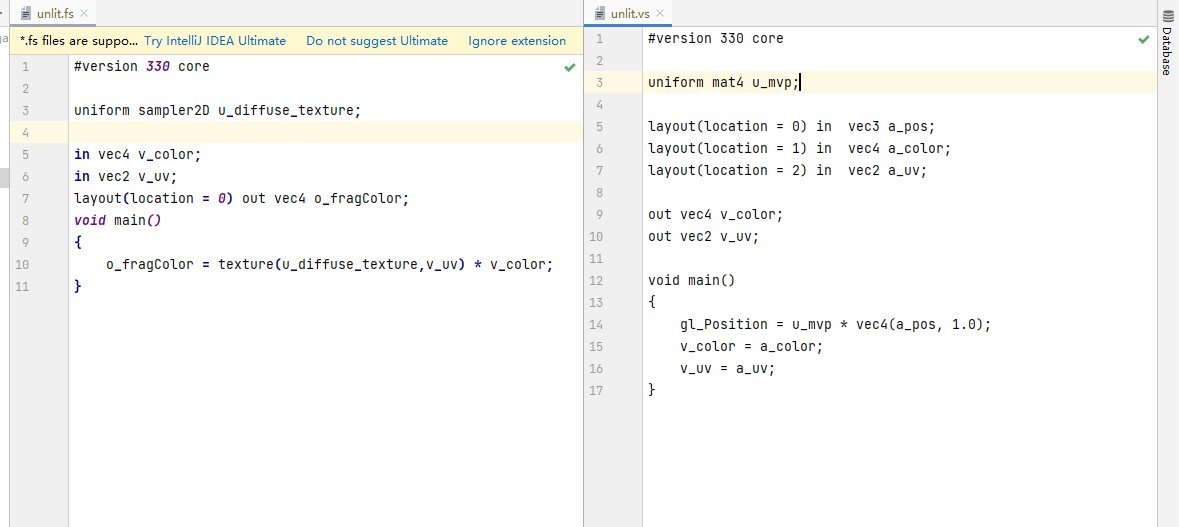 unlit.fs
*.fs files are suppo... Try IntelliJ IDEA Ultimate Do not suggest Ultimate Ignore extension
1 #version 330 core
2
3 uniform sampler2D u_diffuse_texture;
4
5 in vec4 v_color;
6 in vec2 v_uv;
7 layout(location = 0) out vec4 o_fragColor;
8 void main()
9 {
10 o_fragColor = texture(u_diffuse_texture,v_uv) * v_color;
11 }
unlit.vs
1 #version 330 core
2
3 uniform mat4 u_mvp;
4
5 layout(location = 0) in  vec3 a_pos;
6 layout(location = 1) in  vec4 a_color;
7 layout(location = 2) in  vec2 a_uv;
8
9 out vec4 v_color;
10 out vec2 v_uv;
11
12 void main()
13 {
14 gl_Position = u_mvp * vec4(a_pos, 1.0);
15 v_color = a_color;
16 v_uv = a_uv;
17 }
Database